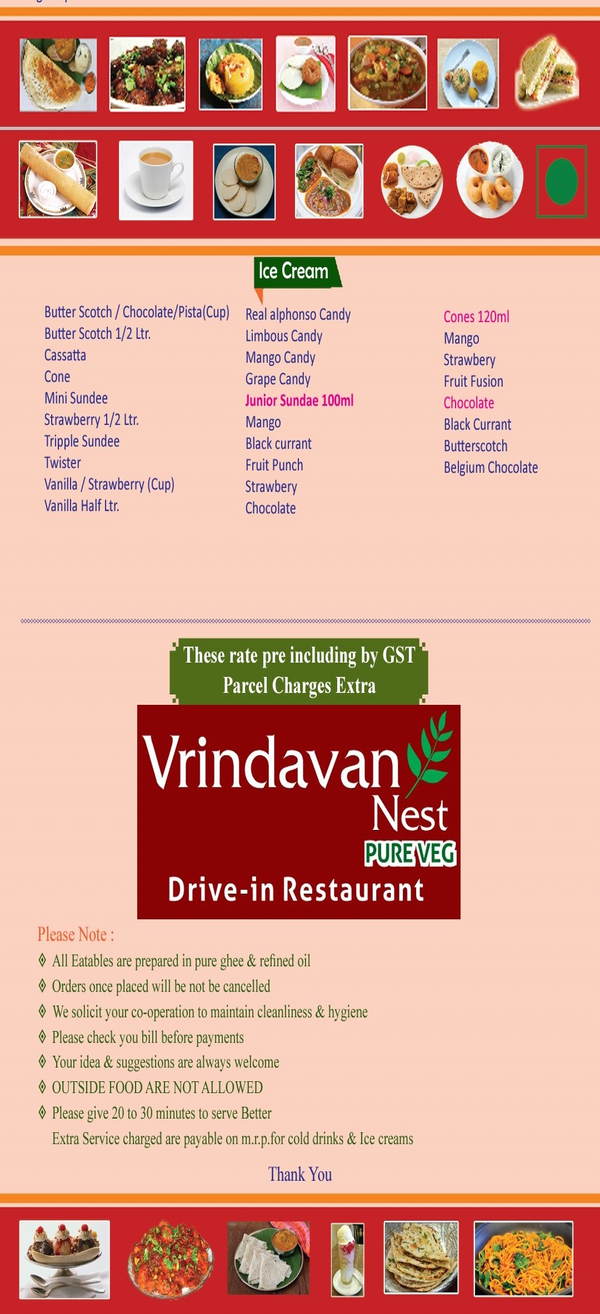 Ice Cream
Butter Scotch / Chocolate/Pista(Cup)
Butter Scotch 1/2 Ltr.
Cassatta
Cone
Mini Sundee
Strawberry 1/2 Ltr.
Tripple Sundee
Twister
Vanilla / Strawberry (Cup)
Vanilla Half Ltr.
Real alphonso Candy
Limbous Candy
Mango Candy
Grape Candy
Junior Sundae 100ml
Mango
Black currant
Fruit Punch
Strawbery
Chocolate
Cones 120ml
Mango
Strawbery
Fruit Fusion
Chocolate
Black Currant
Butterscotch
Belgium Chocolate
These rate pre including by GST
Parcel Charges Extra
Vrindavan
Nest
PURE VEG
Drive-in Restaurant
Please Note :
All Eatables are prepared in pure ghee & refined oil
Orders once placed will be not be cancelled
We solicit your co-operation to maintain cleanliness & hygiene
Please check you bill before payments
Your idea & suggestions are always welcome
OUTSIDE FOOD ARE NOT ALLOWED
Please give 20 to 30 minutes to serve Better
Extra Service charged are payable on m.r.p.for cold drinks & Ice creams
Thank You